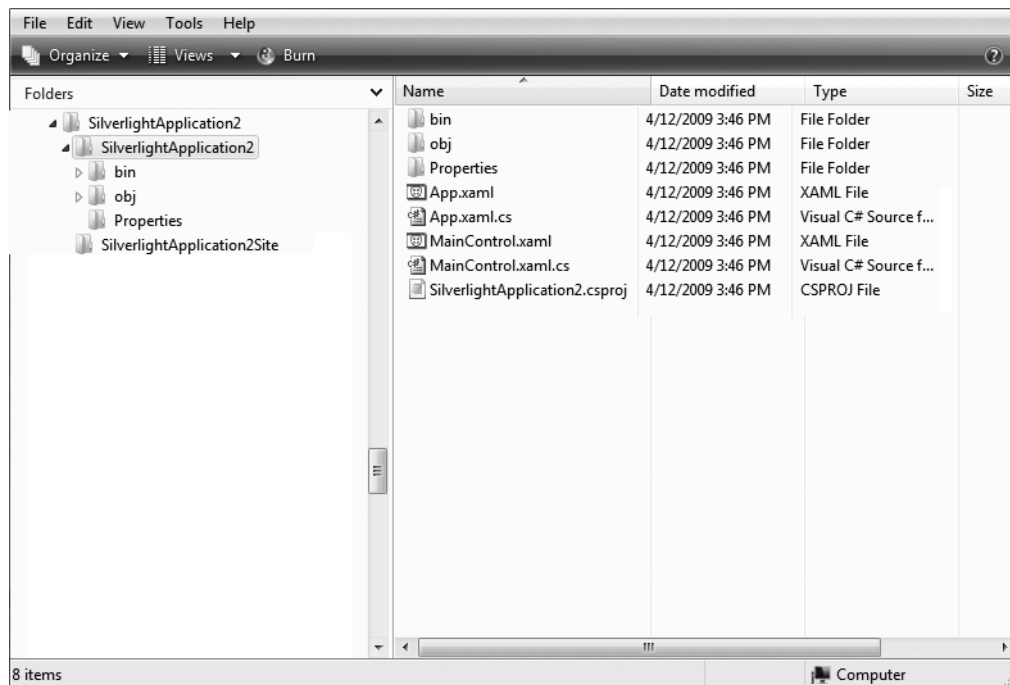 File Edit View Tools Help
Organize Views Burn
Folders
SilverlightApplication2
SilverlightApplication2
bin
obj
Properties
SilverlightApplication2Site
Name Date modified Type Size
bin 4/12/2009 3:46 PM File Folder
obj 4/12/2009 3:46 PM File Folder
Properties 4/12/2009 3:46 PM File Folder
App.xaml 4/12/2009 3:46 PM XAML File
App.xaml.cs 4/12/2009 3:46 PM Visual C# Source f...
MainControl.xaml 4/12/2009 3:46 PM XAML File
MainControl.xaml.cs 4/12/2009 3:46 PM Visual C# Source f...
SilverlightApplication2.csproj 4/12/2009 3:46 PM CSPROJ File
8 items Computer